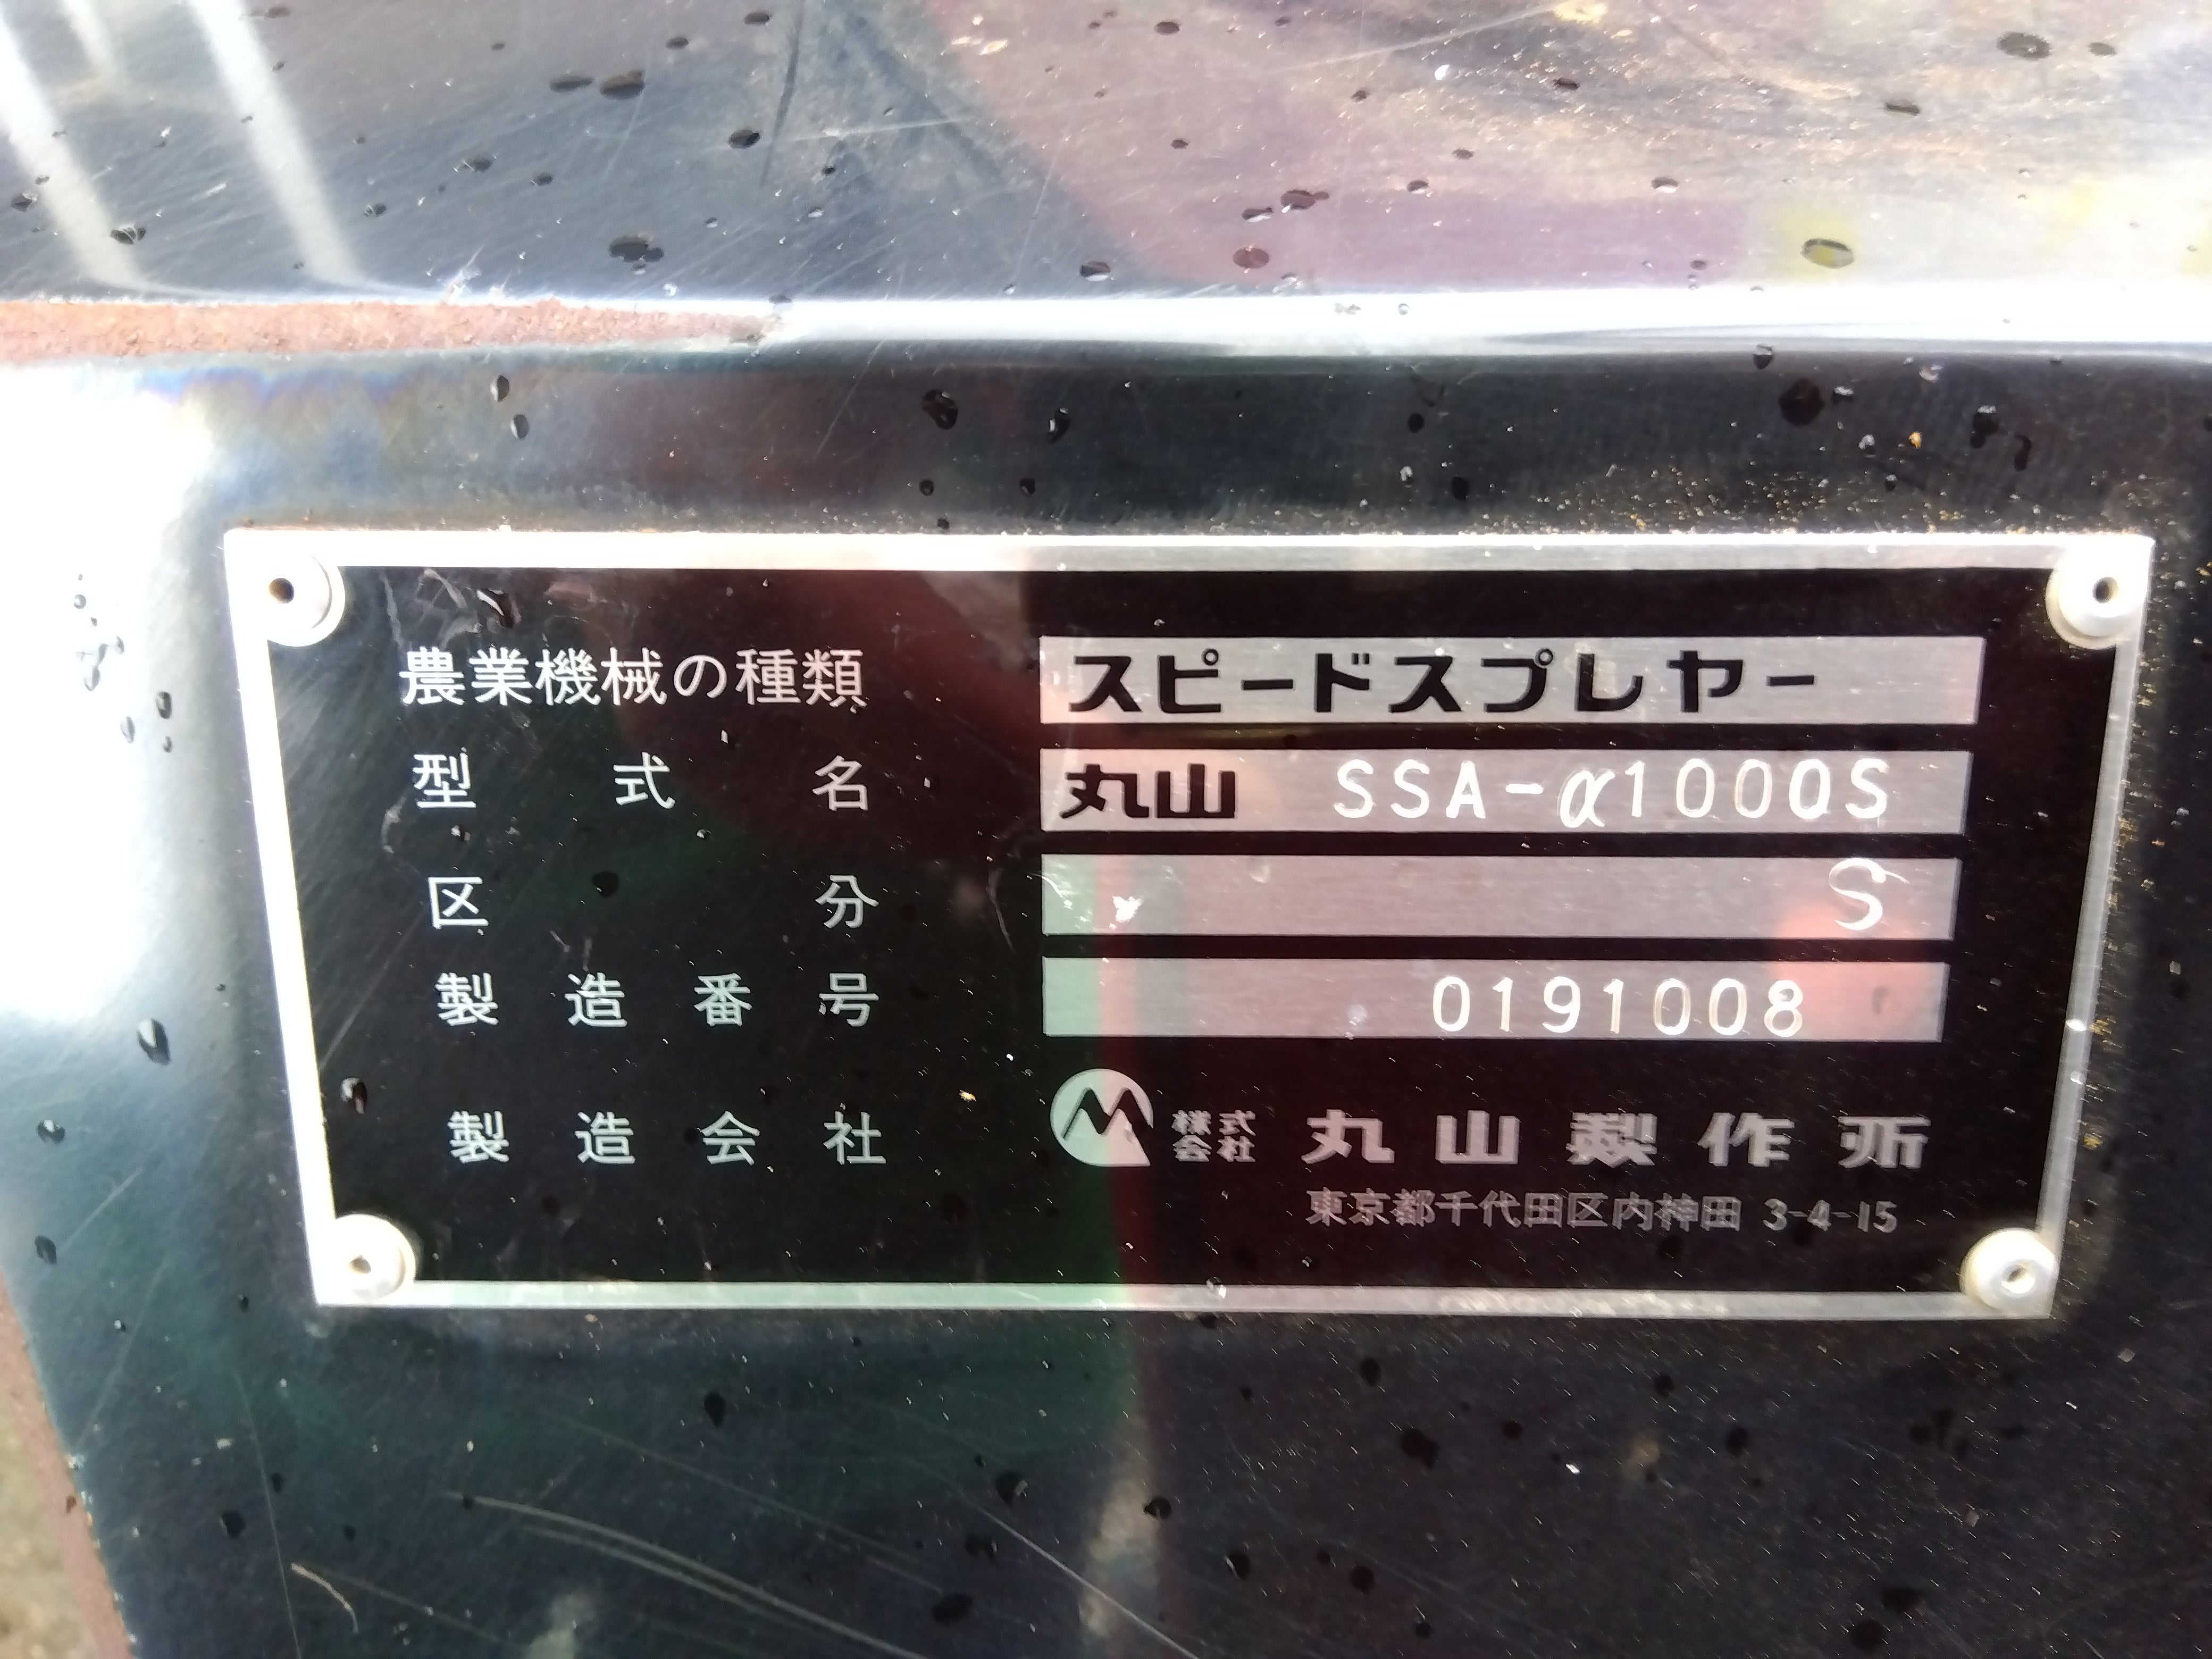 農業機械の種類 スピードスプレヤー
型式名 丸山 SSA-α1000S
区分 S
製造番号 0191008
製造会社 株式会社 丸山製作所
東京都千代田区内神田 3-4-15